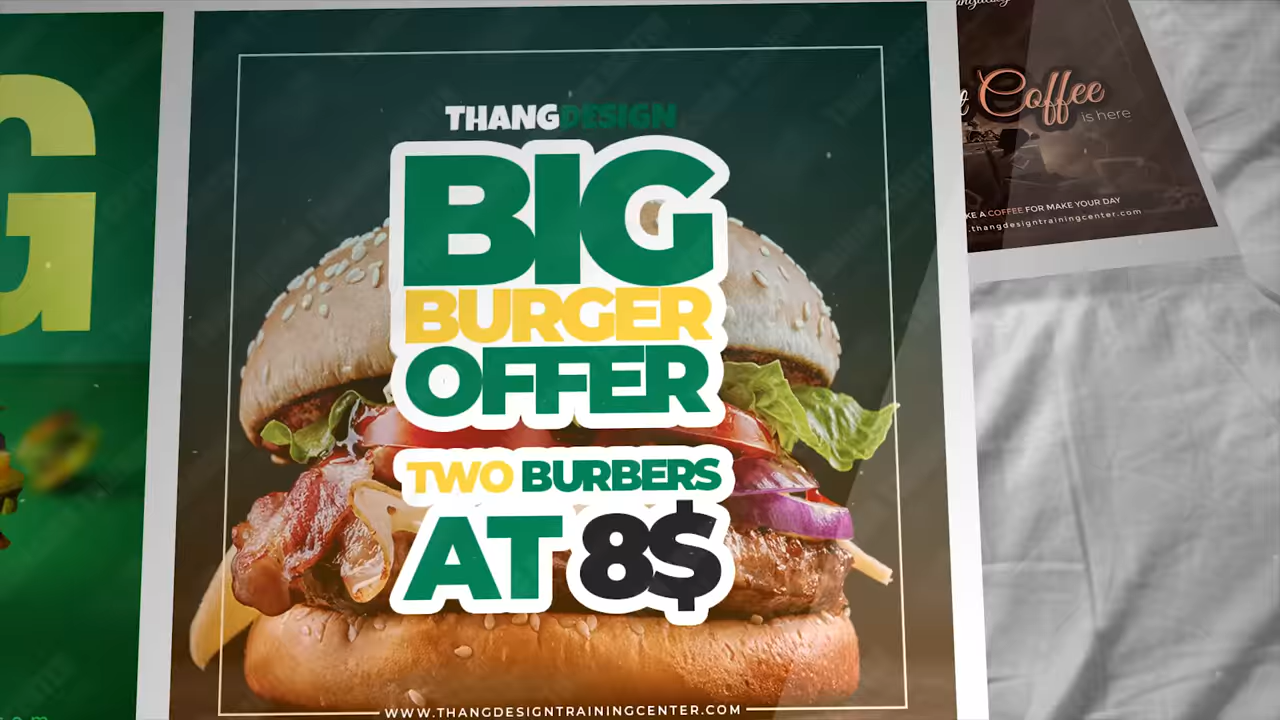 G
THANGDESIGN
BIG
BURGER
OFFER
TWO BURBERS
AT 8$
WWW.THANGDESIGNTRAININGCENTER.COM
Coffee
is here
A COFFEE FOR MAKE YOUR DAY
.thangdesigntrainingcenter.com